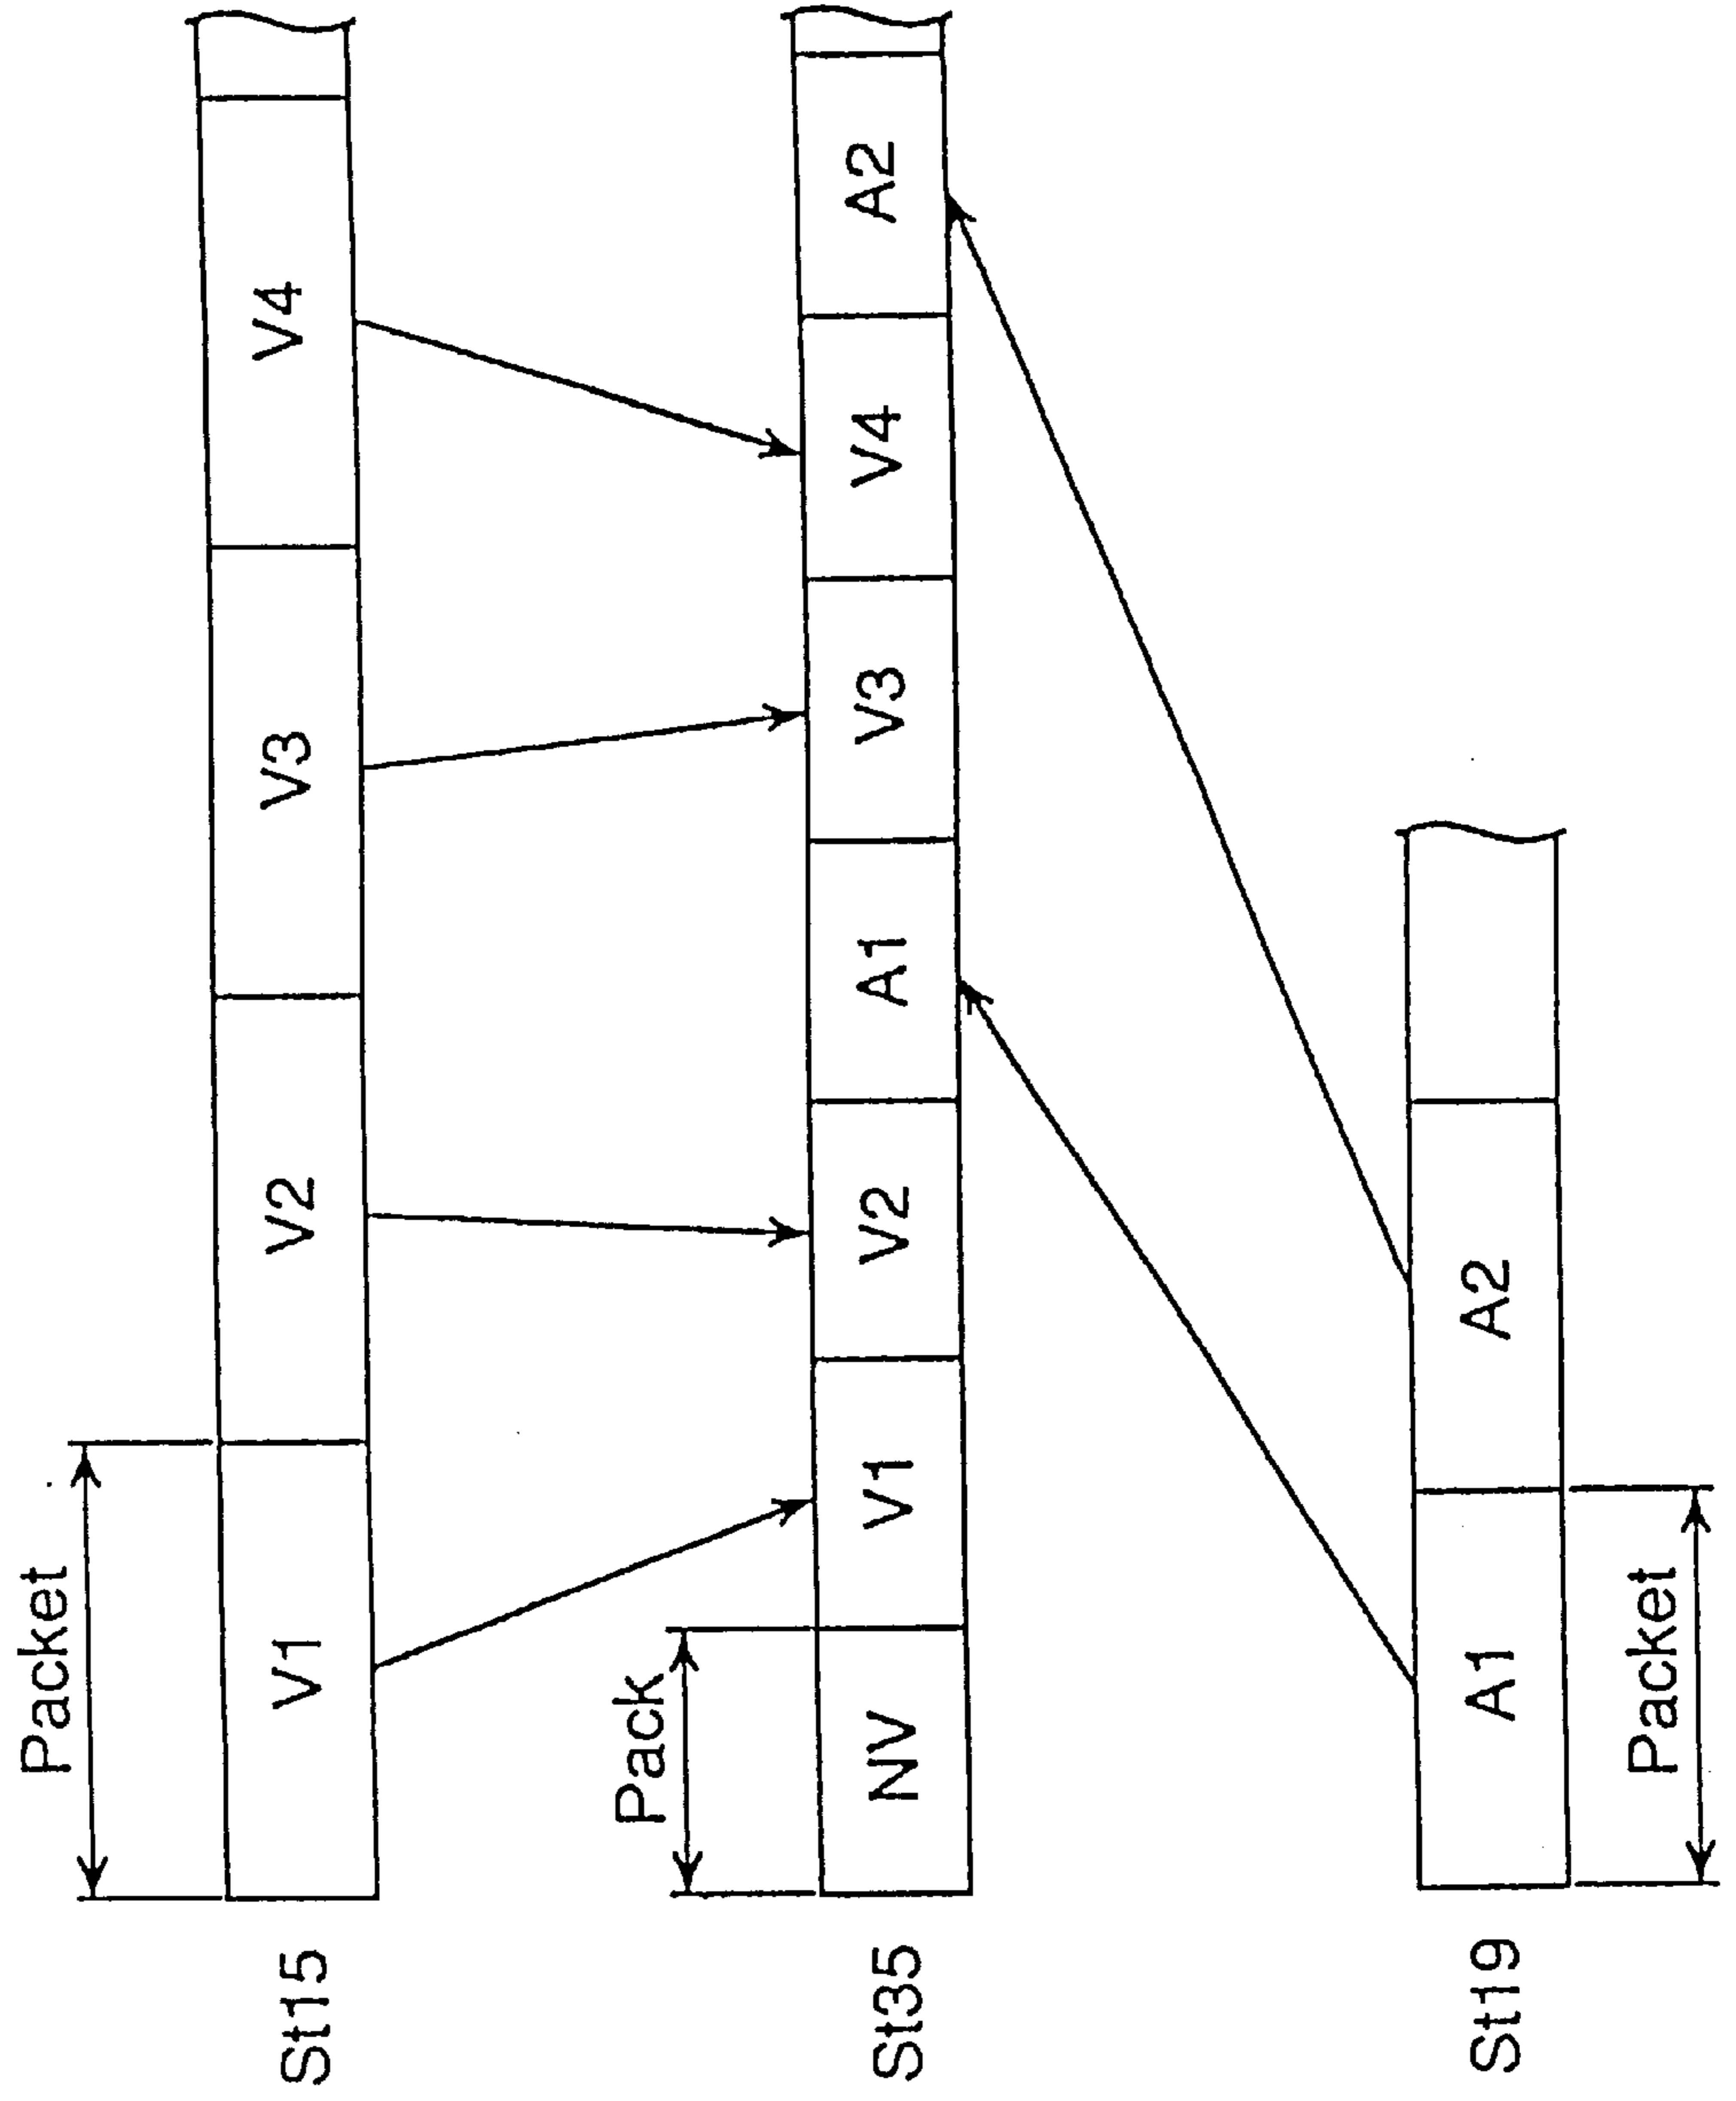 Packet
St15 V1 V2 V3 V4
Pack
St35 NV V1 V2 A1 V3 V4 A2
St19 A1 A2
Packet